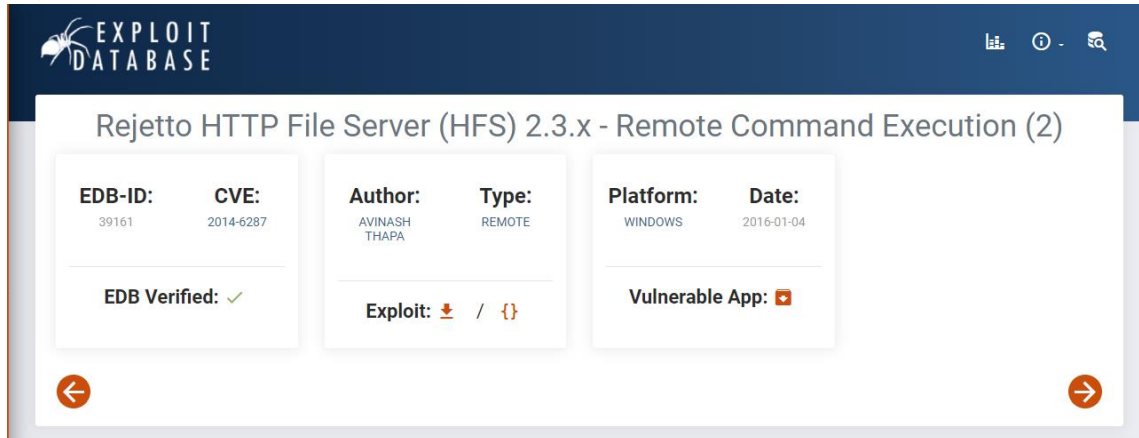 EXPLOIT
DATABASE
Rejetto HTTP File Server (HFS) 2.3.x - Remote Command Execution (2)
EDB-ID:
39161
CVE:
2014-6287
EDB Verified:
Author:
AVINASH
THAPA
Type:
REMOTE
Exploit: / {}
Platform:
WINDOWS
Date:
2016-01-04
Vulnerable App: